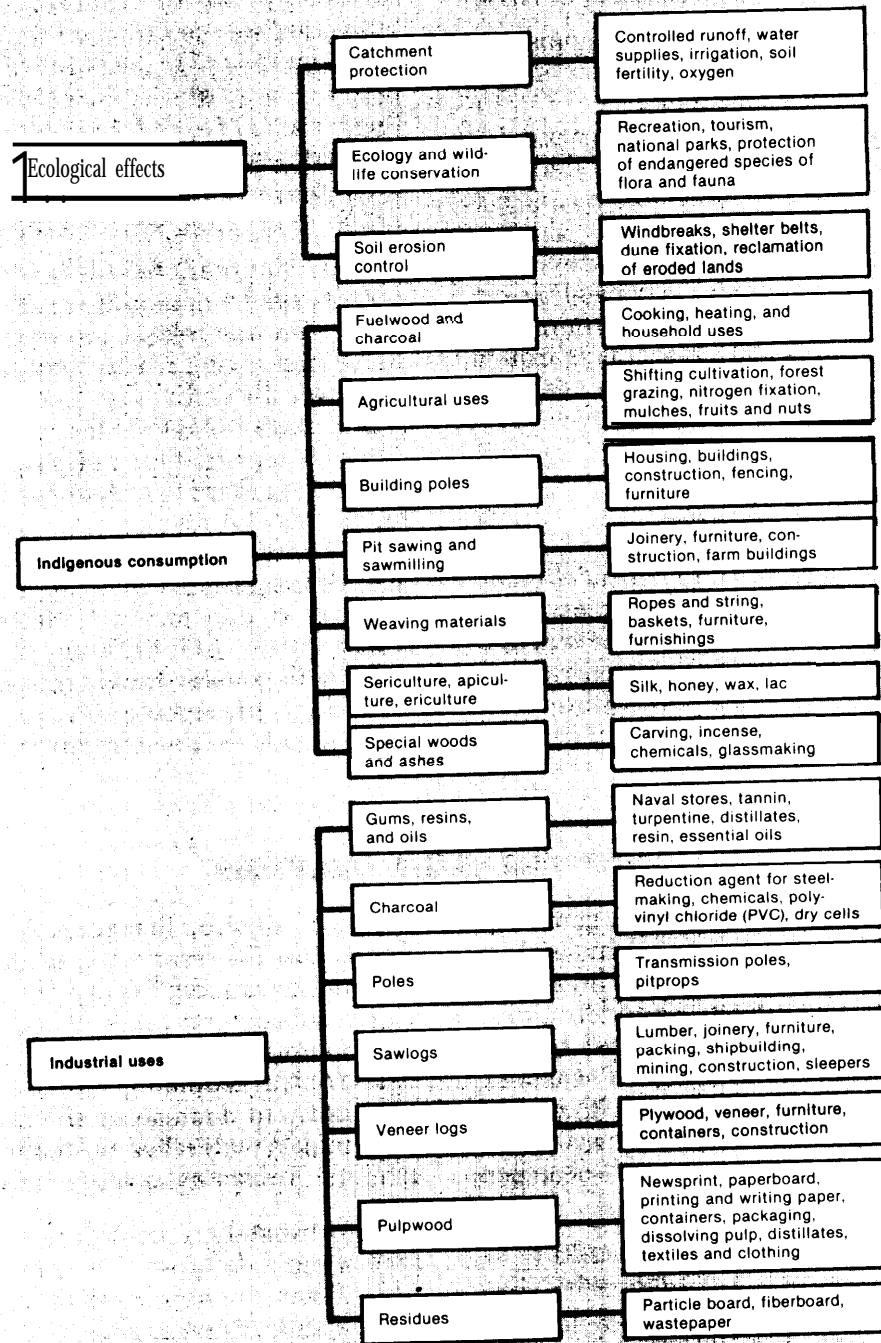 Catchment
protection
Controlled runoff, water
supplies, irrigation, soil
fertility, oxygen
1 Ecological effects
Ecology and wild-
life conservation
Recreation, tourism,
national parks, protection
of endangered species of
flora and fauna
Soil erosion
control
Windbreaks, shelter belts,
dune fixation, reclamation
of eroded lands
Indigenous consumption
Fuelwood and
charcoal
Cooking, heating, and
household uses
Agricultural uses
Shifting cultivation, forest
grazing, nitrogen fixation,
mulches, fruits and nuts
Building poles
Housing, buildings,
construction, fencing,
furniture
Pit sawing and
sawmilling
Joinery, furniture, con-
struction, farm buildings
Weaving materials
Ropes and string,
baskets, furniture,
furnishings
Sericulture, apicul-
ture, ericulture
Silk, honey, wax, lac
Special woods
and ashes
Carving, incense,
chemicals, glassmaking
Industrial uses
Gums, resins,
and oils
Naval stores, tannin,
turpentine, distillates,
resin, essential oils
Charcoal
Reduction agent for steel-
making, chemicals, poly-
vinyl chloride (PVC), dry cells
Poles
Transmission poles,
pitprops
Sawlogs
Lumber, joinery, furniture,
packing, shipbuilding,
mining, construction, sleepers
Veneer logs
Plywood, veneer, furniture,
containers, construction
Pulpwood
Newsprint, paperboard,
printing and writing paper,
containers, packaging,
dissolving pulp, distillates,
textiles and clothing
Residues
Particle board, fiberboard,
wastepaper